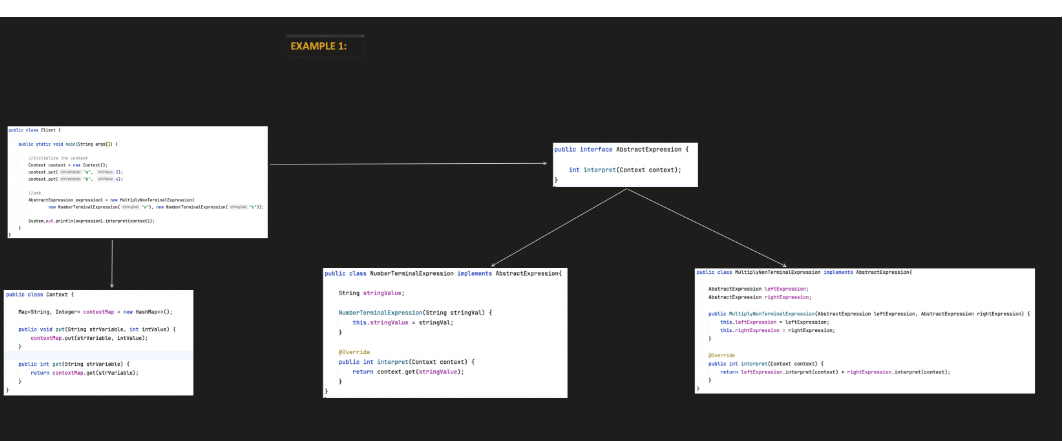 EXAMPLE 1:
public class Client {
public static void main(String args[]) {
//Initialize the context
Context context = new Context();
context.put( strVariable: "a", intValue: 2);
context.put( strVariable: "b", intValue: 4);
//a*b
AbstractExpression expression1 = new MultiplyNonTerminalExpression(
new NumberTerminalExpression( stringVal: "a"), new NumberTerminalExpression( stringVal: "b"));
System.out.println(expression1.interpret(context));
}
}
public interface AbstractExpression {
int interpret(Context context);
}
public class Context {
Map<String, Integer> contextMap = new HashMap<>();
public void put(String strVariable, int intValue) {
contextMap.put(strVariable, intValue);
}
public int get(String strVariable) {
return contextMap.get(strVariable);
}
}
public class NumberTerminalExpression implements AbstractExpression{
String stringValue;
NumberTerminalExpression(String stringVal) {
this.stringValue = stringVal;
}
@Override
public int interpret(Context context) {
return context.get(stringValue);
}
}
public class MultiplyNonTerminalExpression implements AbstractExpression{
AbstractExpression leftExpression;
AbstractExpression rightExpression;
public MultiplyNonTerminalExpression(AbstractExpression leftExpression, AbstractExpression rightExpression) {
this.leftExpression = leftExpression;
this.rightExpression = rightExpression;
}
@Override
public int interpret(Context context) {
return leftExpression.interpret(context) * rightExpression.interpret(context);
}
}